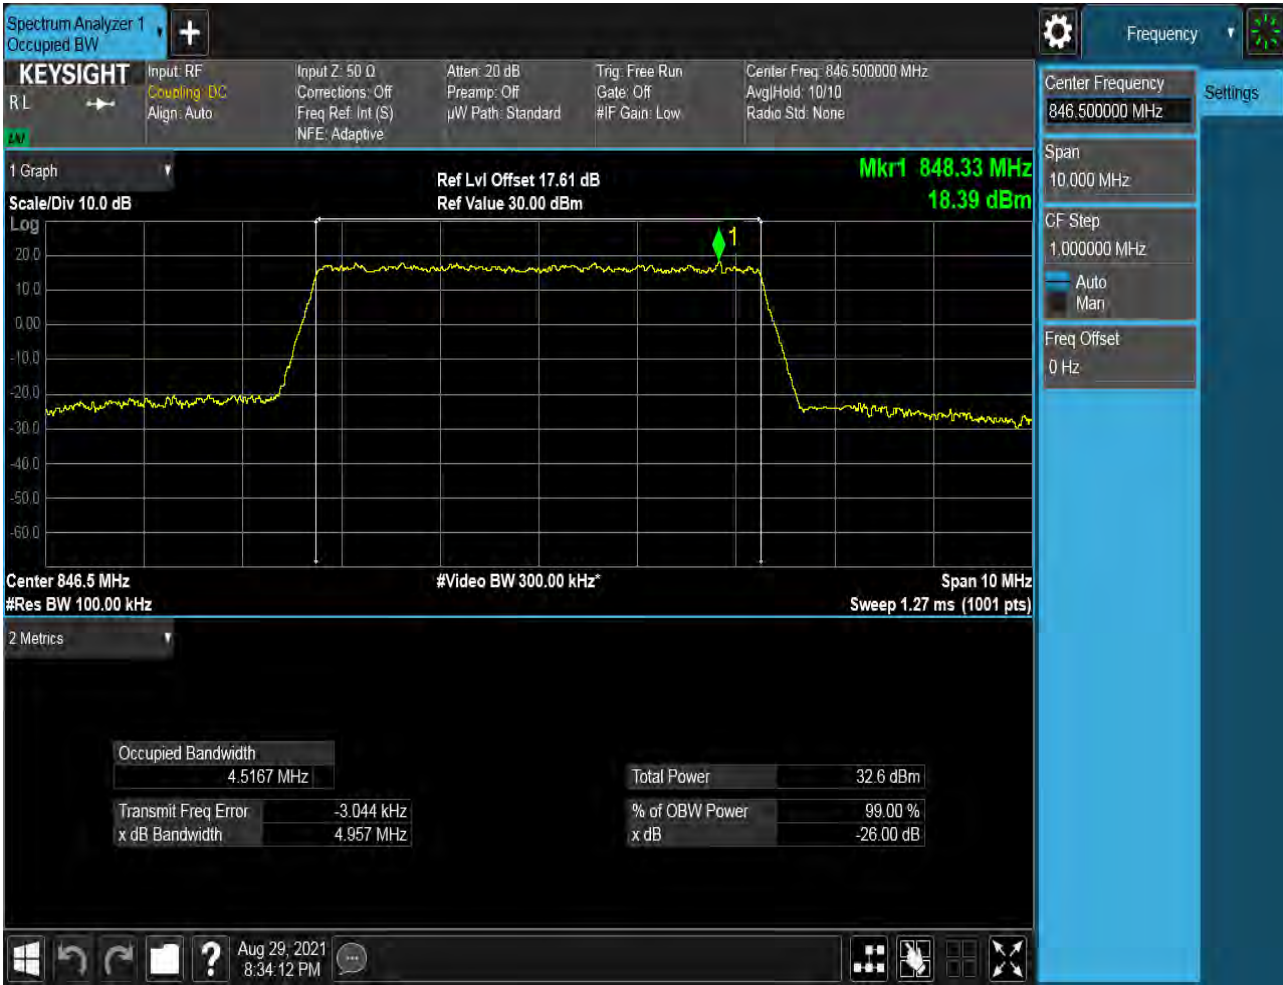 Spectrum Analyzer 1
Occupied BW
Frequency
KEYSIGHT
R L
Input: RF
Coupling: DC
Align: Auto
Input Z: 50 Ω
Corrections: Off
Freq Ref: Int (S)
NFE: Adaptive
Atten: 20 dB
Preamp: Off
µW Path: Standard
Trig: Free Run
Gate: Off
#IF Gain: Low
Center Freq: 846.500000 MHz
Avg|Hold: 10/10
Radio Std: None
Center Frequency
846.500000 MHz
Settings
Span
10.000 MHz
CF Step
1.000000 MHz
Auto
Man
Freq Offset
0 Hz
1 Graph
Scale/Div 10.0 dB
Ref Lvl Offset 17.61 dB
Ref Value 30.00 dBm
Mkr1 848.33 MHz
18.39 dBm
Log
1
20.0
10.0
0.00
-10.0
-20.0
-30.0
-40.0
-50.0
-60.0
Center 846.5 MHz
#Res BW 100.00 kHz
#Video BW 300.00 kHz*
Span 10 MHz
Sweep 1.27 ms (1001 pts)
2 Metrics
Occupied Bandwidth
4.5167 MHz
Transmit Freq Error -3.044 kHz
x dB Bandwidth 4.957 MHz
Total Power 32.6 dBm
% of OBW Power 99.00 %
x dB -26.00 dB
Aug 29, 2021
8:34:12 PM